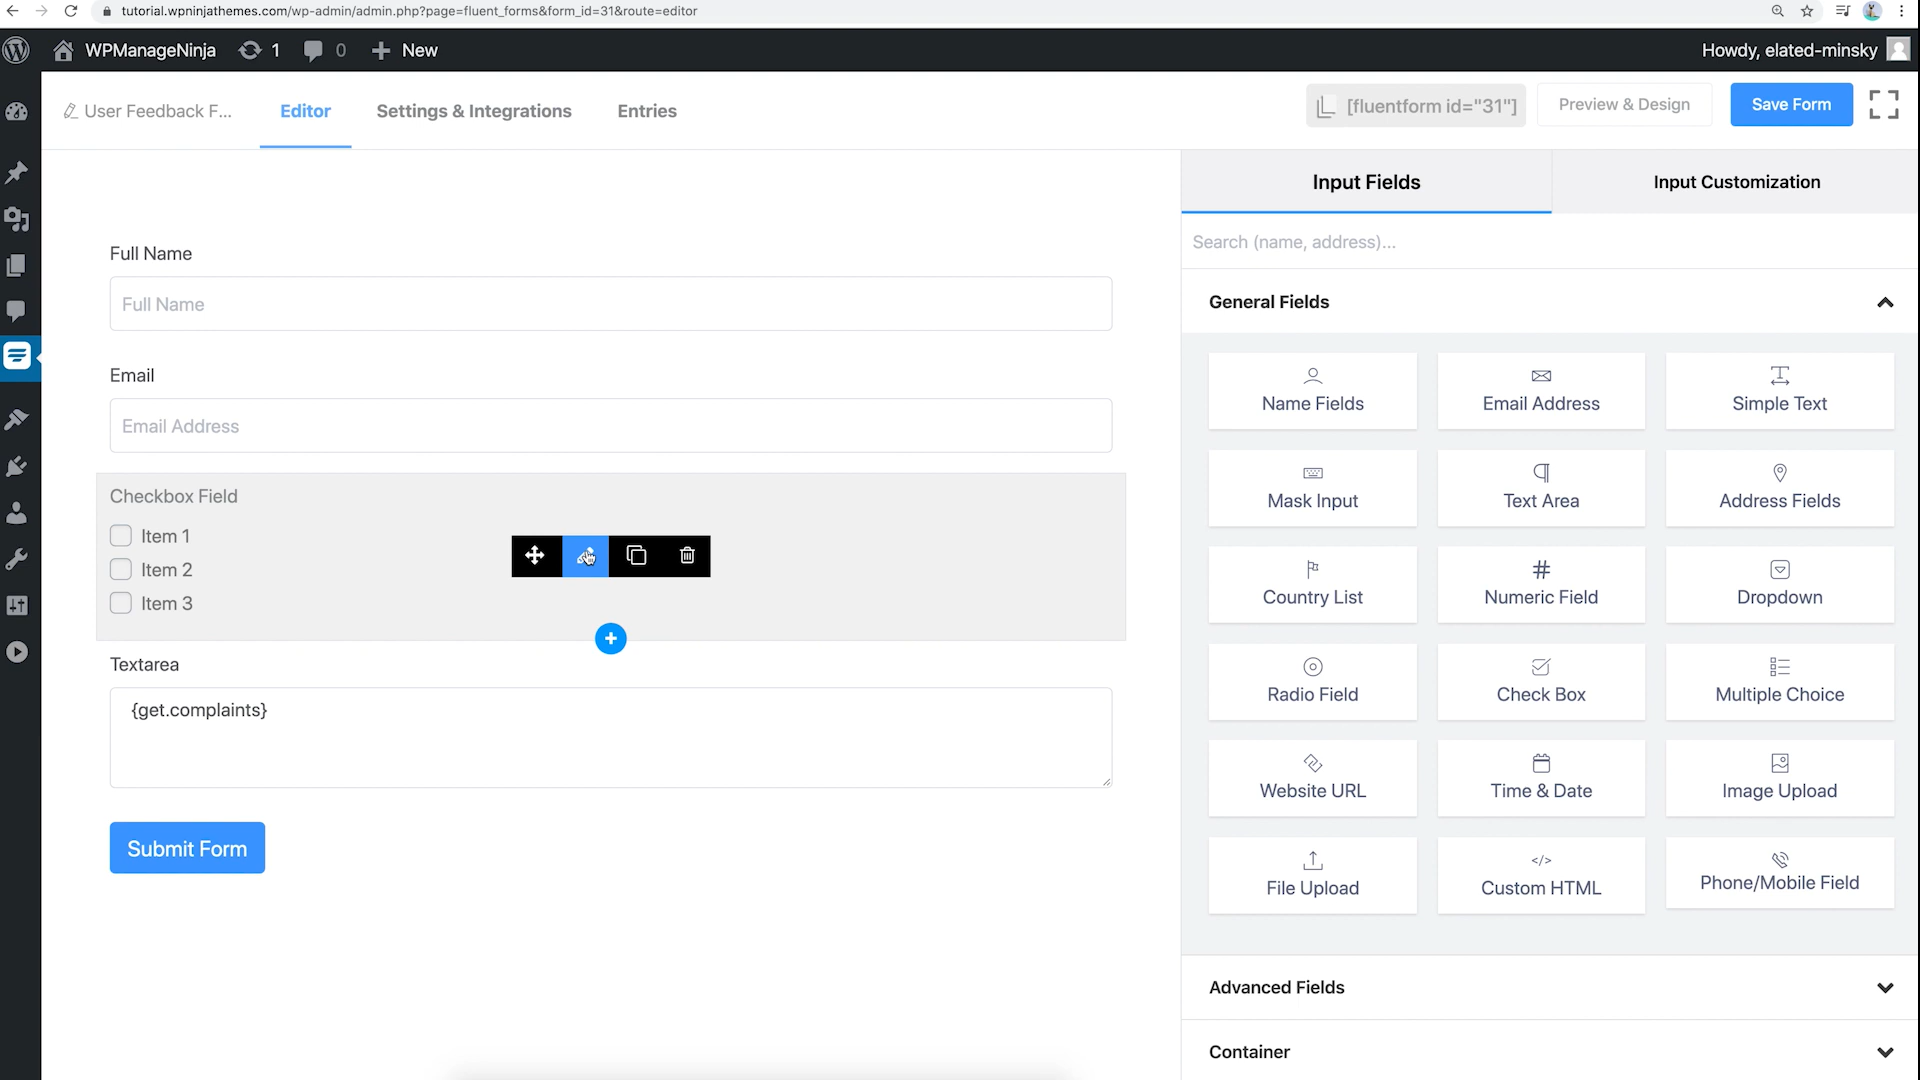 tutorial.wpninjathemes.com/wp-admin/admin.php?page=fluent_forms&form_id=31&route=editor
WPManageNinja 1 0 New Howdy, elated-minsky
User Feedback F... Editor Settings & Integrations Entries [fluentform id="31"] Preview & Design Save Form
Input Fields Input Customization
Search (name, address)...
General Fields
Name Fields Email Address Simple Text
Mask Input Text Area Address Fields
Country List Numeric Field Dropdown
Radio Field Check Box Multiple Choice
Website URL Time & Date Image Upload
File Upload Custom HTML Phone/Mobile Field
Advanced Fields
Container
Full Name
Full Name
Email
Email Address
Checkbox Field
Item 1
Item 2
Item 3
Textarea
{get.complaints}
Submit Form